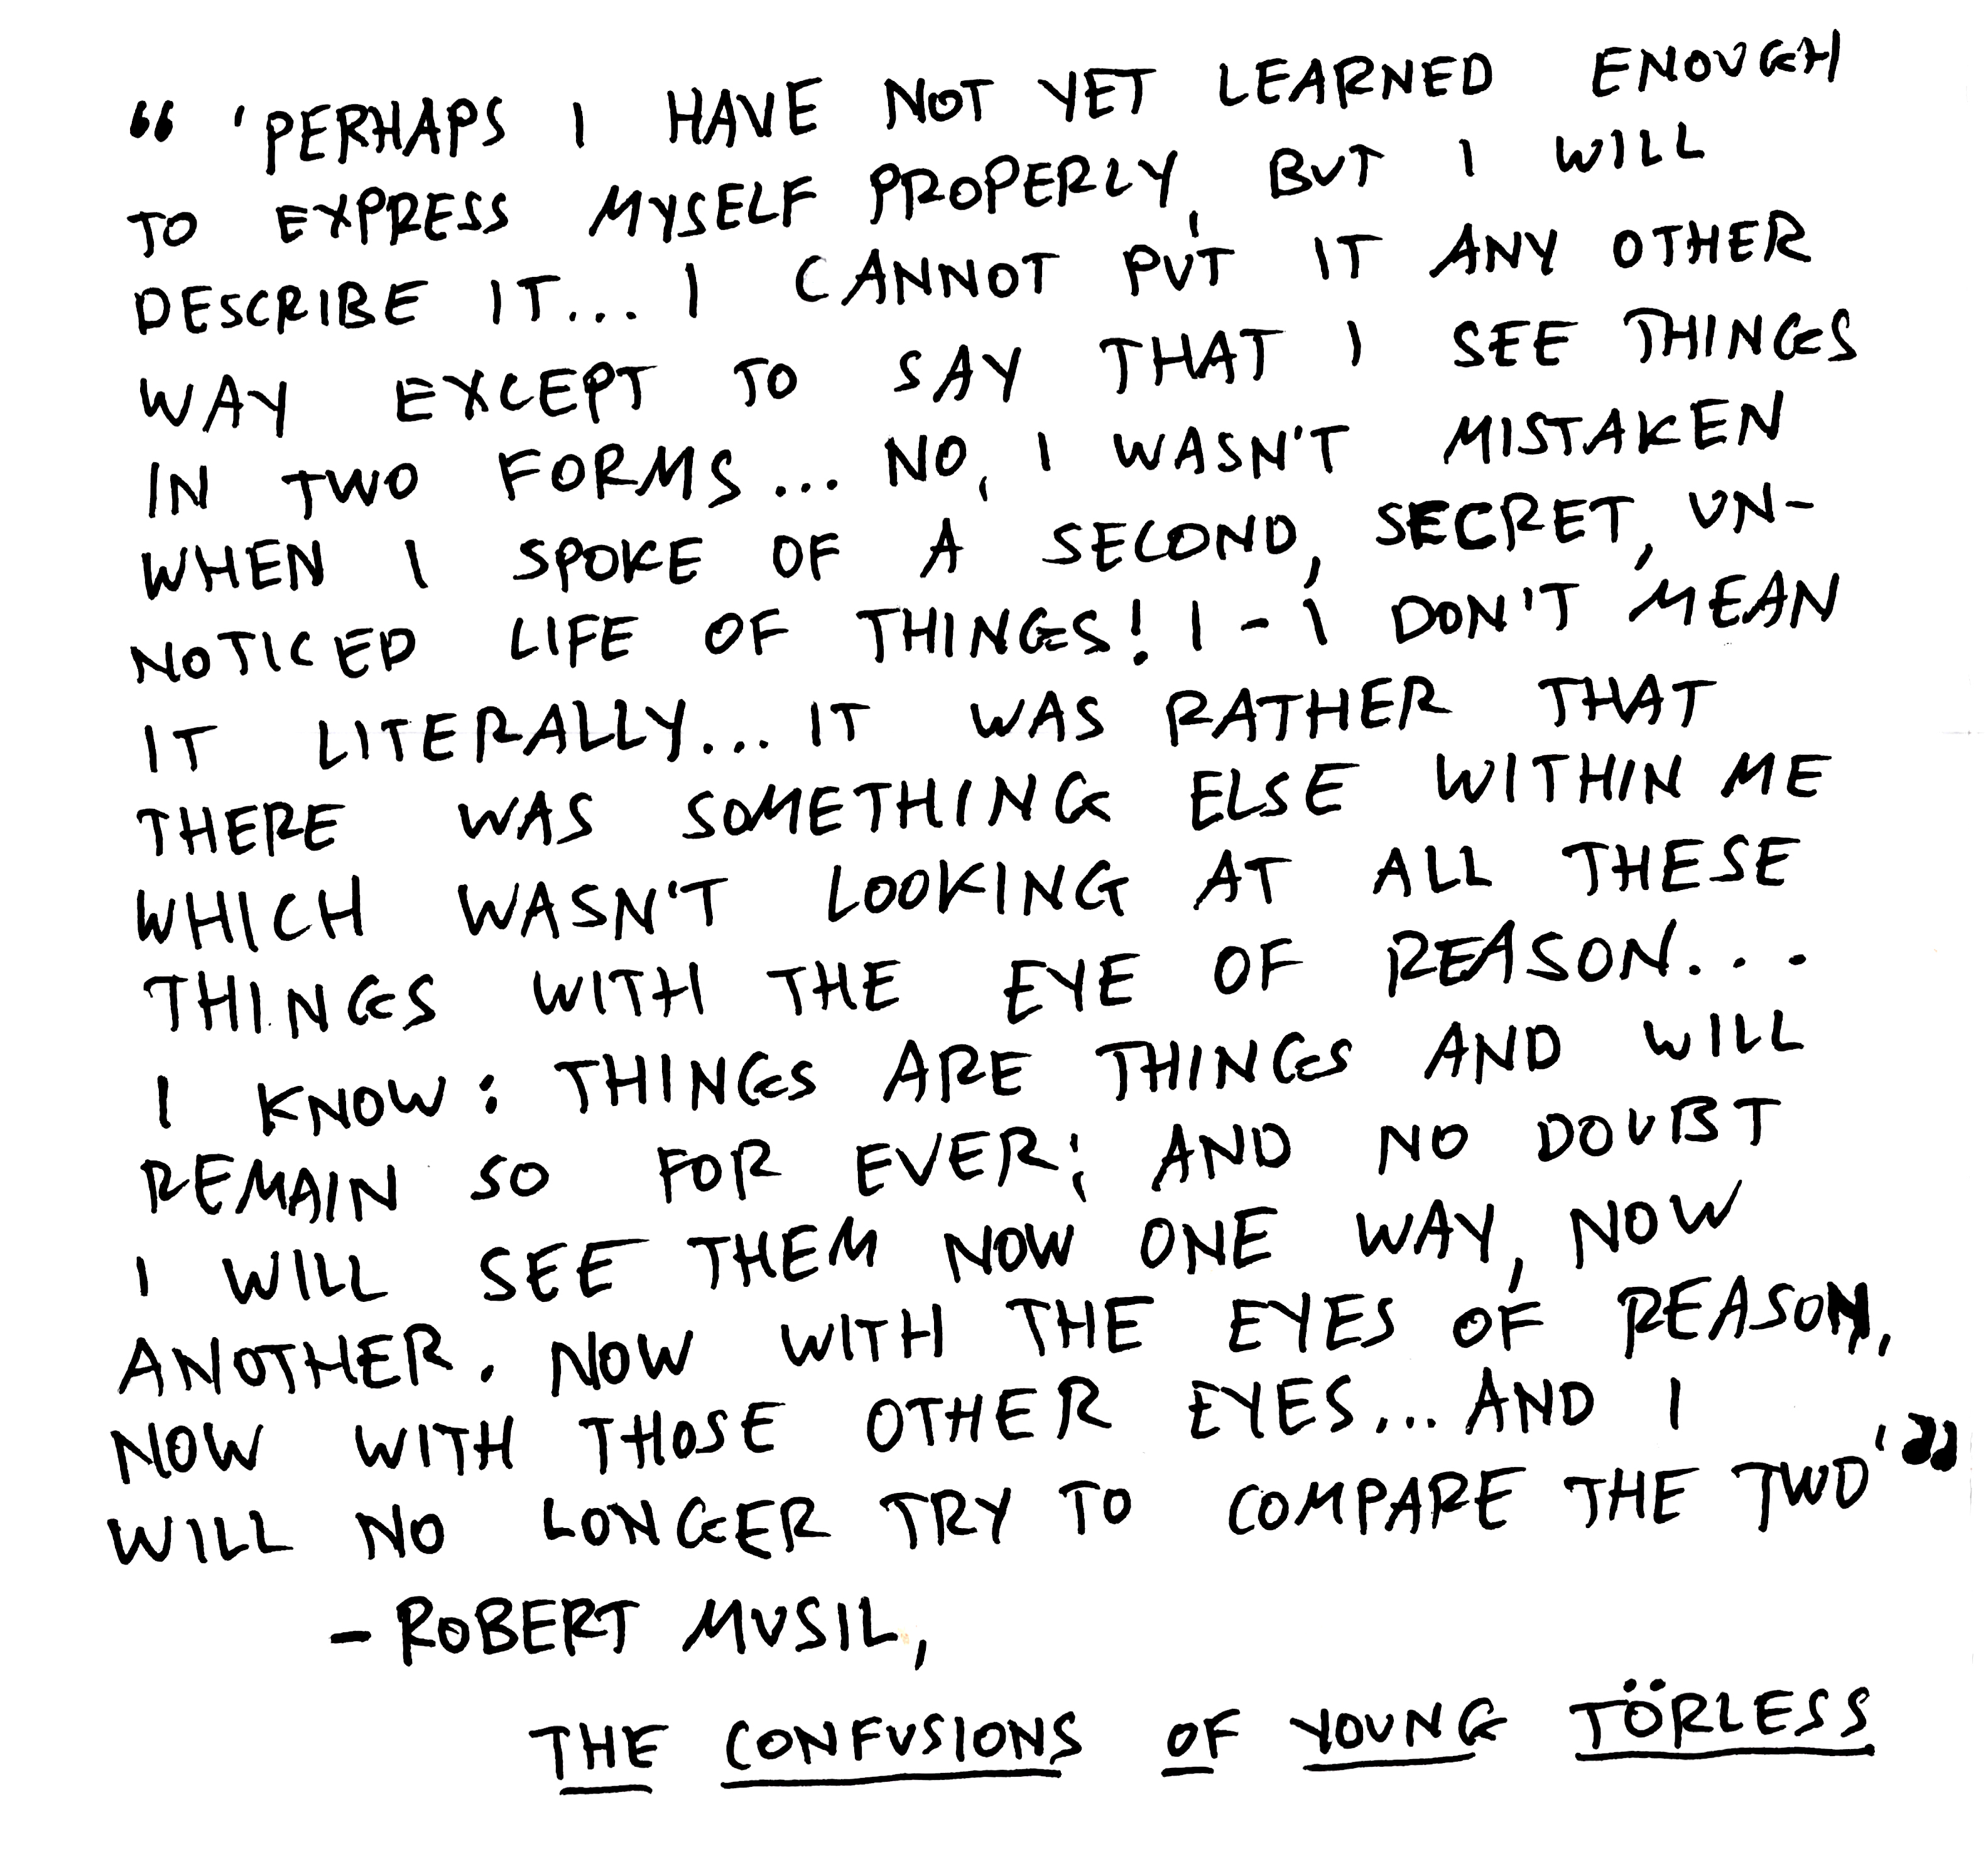 “ ‘PERHAPS I HAVE NOT YET LEARNED ENOUGH
TO EXPRESS MYSELF PROPERLY, BUT I WILL
DESCRIBE IT... I CANNOT PUT IT ANY OTHER
WAY EXCEPT TO SAY THAT I SEE THINGS
IN TWO FORMS... NO, I WASN'T MISTAKEN
WHEN I SPOKE OF A SECOND, SECRET, UN-
NOTICED LIFE OF THINGS! I - I DON'T MEAN
IT LITERALLY... IT WAS RATHER THAT
THERE WAS SOMETHING ELSE WITHIN ME
WHICH WASN'T LOOKING AT ALL THESE
THINGS WITH THE EYE OF REASON...
I KNOW: THINGS ARE THINGS AND WILL
REMAIN SO FOR EVER; AND NO DOUBT
I WILL SEE THEM NOW ONE WAY, NOW
ANOTHER. NOW WITH THE EYES OF REASON,
NOW WITH THOSE OTHER EYES... AND I
WILL NO LONGER TRY TO COMPARE THE TWO’”
- ROBERT MUSIL,
THE CONFUSIONS OF YOUNG TÖRLESS